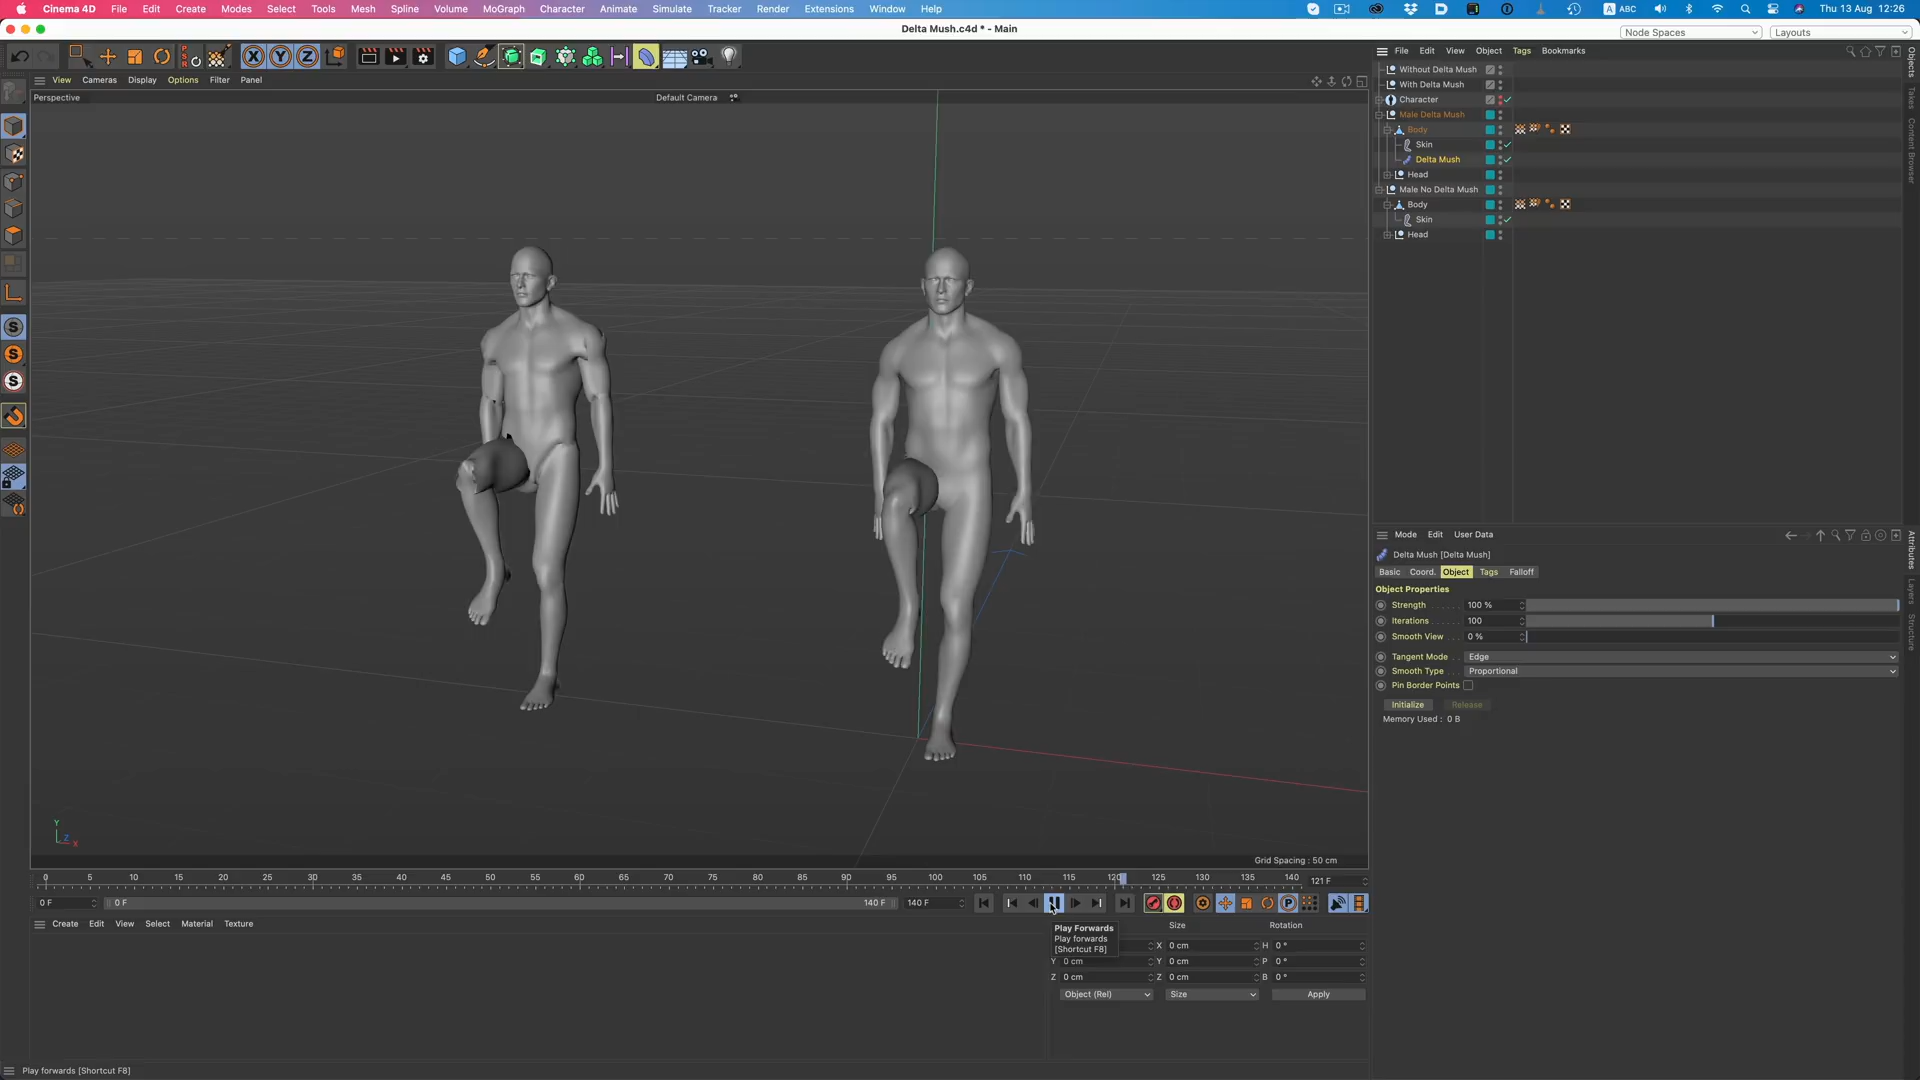 Cinema 4D File Edit Create Modes Select Tools Mesh Spline Volume MoGraph Character Animate Simulate Tracker Render Extensions Window Help ABC Thu 13 Aug 12:26
Delta Mush.c4d * - Main
Node Spaces Layouts
View Cameras Display Options Filter Panel
Perspective Default Camera
File Edit View Object Tags Bookmarks
Without Delta Mush
With Delta Mush
Character
Male Delta Mush
Body
Skin
Delta Mush
Head
Male No Delta Mush
Body
Skin
Head
Objects
Takes
Content Browser
X Y Z
PSR
S
S
S
Mode Edit User Data
Delta Mush [Delta Mush]
Basic Coord. Object Tags Falloff
Object Properties
Strength 100 %
Iterations 100
Smooth View 0 %
Tangent Mode Edge
Smooth Type Proportional
Pin Border Points
Initialize Release
Memory Used : 0 B
Attributes
Layers
Structure
Y
Z
X
Grid Spacing : 50 cm
0 5 10 15 20 25 30 35 40 45 50 55 60 65 70 75 80 85 90 95 100 105 110 115 120 125 130 135 140 121 F
0 F 0 F 140 F 140 F P
Create Edit View Select Material Texture
Size Rotation
Play Forwards
Play forwards
[Shortcut F8]
X 0 cm H 0 °
Y 0 cm Y 0 cm P 0 °
Z 0 cm Z 0 cm B 0 °
Object (Rel) Size Apply
Play forwards [Shortcut F8]